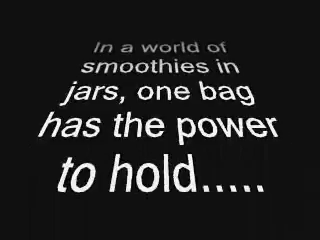 In a world of
smoothies in
jars, one bag
has the power
to hold.....